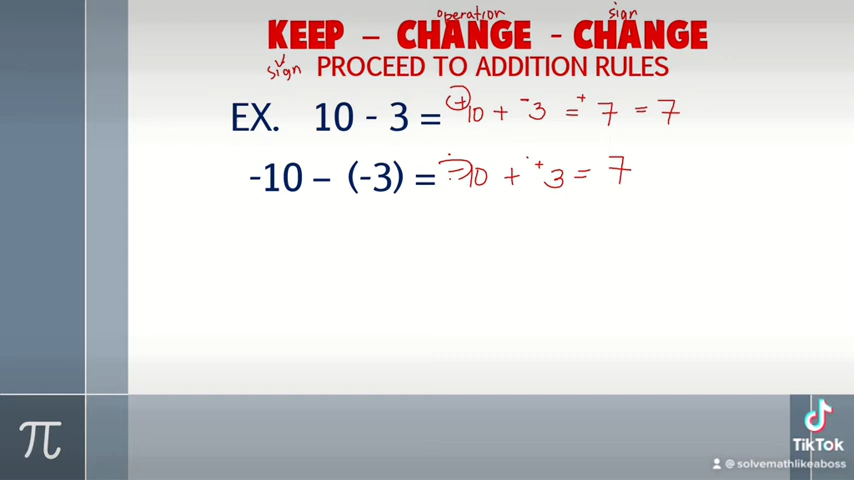 operation sign
KEEP – CHANGE - CHANGE
sign PROCEED TO ADDITION RULES
EX. 10 - 3 = +10 + -3 = +7 = 7
-10 – (-3) = -10 + +3 = 7
π
TikTok
@solvemathlikeaboss